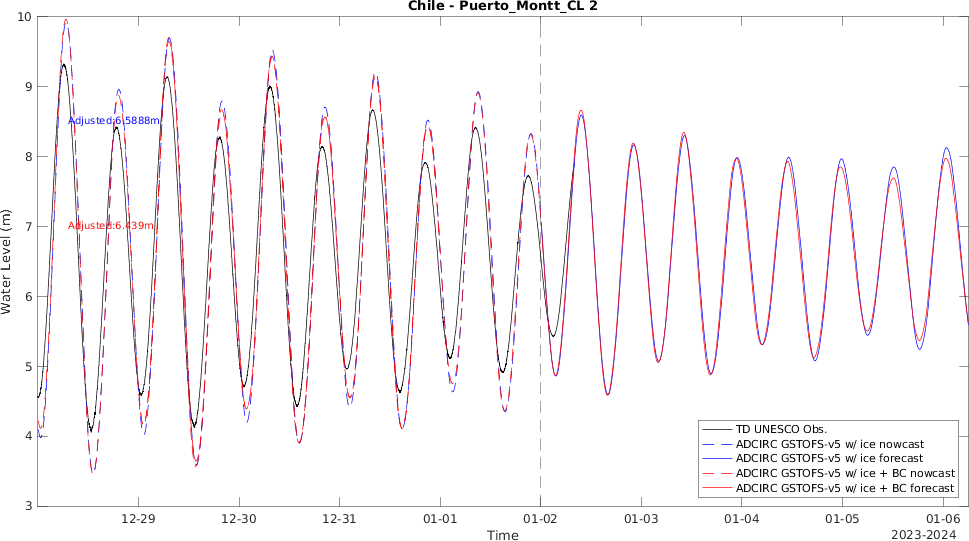 Chile - Puerto_Montt_CL 2
10
9
8
7
6
5
4
3
Water Level (m)
Adjusted:6.5888m
Adjusted:6.439m
TD UNESCO Obs.
ADCIRC GSTOFS-v5 w/ ice nowcast
ADCIRC GSTOFS-v5 w/ ice forecast
ADCIRC GSTOFS-v5 w/ ice + BC nowcast
ADCIRC GSTOFS-v5 w/ ice + BC forecast
12-29 12-30 12-31 01-01 01-02 01-03 01-04 01-05 01-06
Time
2023-2024